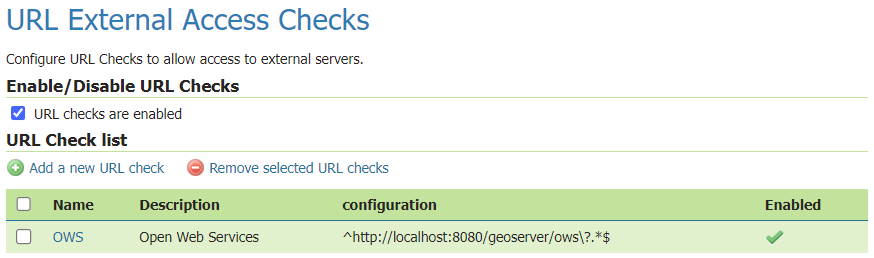 URL External Access Checks
Configure URL Checks to allow access to external servers.
Enable/Disable URL Checks
URL checks are enabled
URL Check list
Add a new URL check Remove selected URL checks
Name Description configuration Enabled
OWS Open Web Services ^http://localhost:8080/geoserver/ows\?.*$